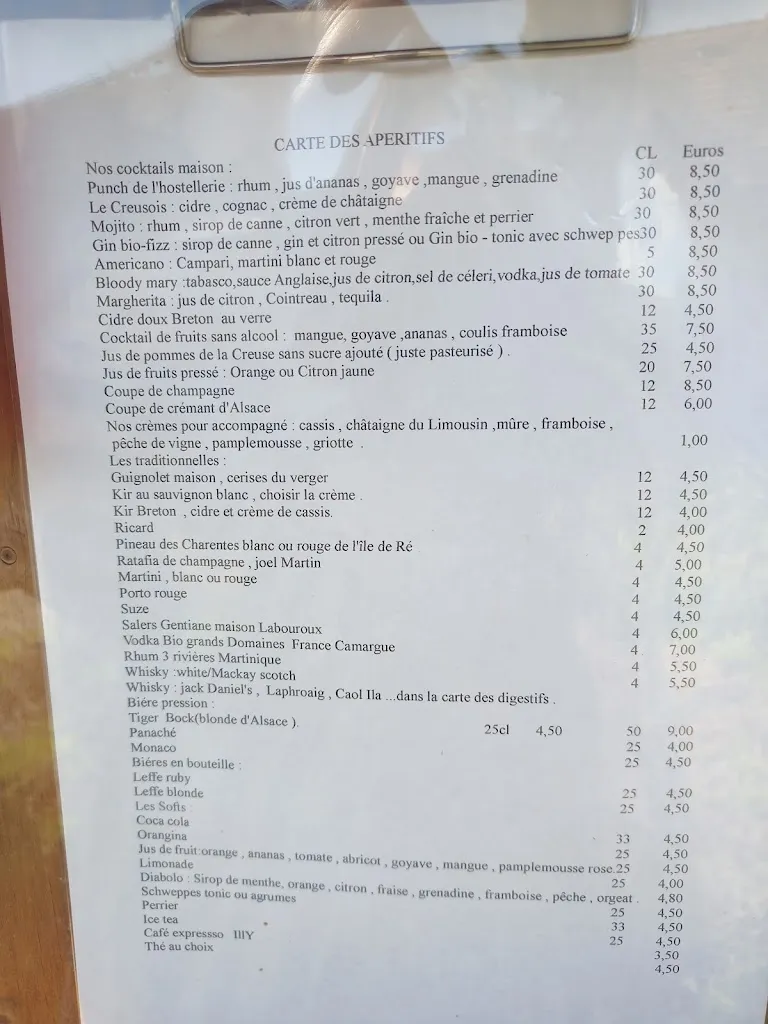 CARTE DES APERITIFS
CL Euros
Nos cocktails maison :
Punch de l'hostellerie : rhum , jus d'ananas , goyave ,mangue , grenadine 30 8,50
Le Creusois : cidre , cognac , crème de châtaigne 30 8,50
Mojito : rhum , sirop de canne , citron vert , menthe fraîche et perrier 30 8,50
Gin bio-fizz : sirop de canne , gin et citron pressé ou Gin bio - tonic avec schwep pes30 8,50
Americano : Campari, martini blanc et rouge 5 8,50
Bloody mary :tabasco,sauce Anglaise,jus de citron,sel de céleri,vodka,jus de tomate 30 8,50
Margherita : jus de citron , Cointreau , tequila . 30 8,50
Cidre doux Breton au verre 12 4,50
Cocktail de fruits sans alcool : mangue, goyave ,ananas , coulis framboise 35 7,50
Jus de pommes de la Creuse sans sucre ajouté ( juste pasteurisé ) . 25 4,50
Jus de fruits pressé : Orange ou Citron jaune 20 7,50
Coupe de champagne 12 8,50
Coupe de crémant d'Alsace 12 6,00
Nos crèmes pour accompagné : cassis , châtaigne du Limousin ,mûre , framboise ,
pêche de vigne , pamplemousse , griotte . 1,00
Les traditionnelles :
Guignolet maison , cerises du verger 12 4,50
Kir au sauvignon blanc , choisir la crème . 12 4,50
Kir Breton , cidre et crème de cassis. 12 4,00
Ricard 2 4,00
Pineau des Charentes blanc ou rouge de l'île de Ré 4 4,50
Ratafia de champagne , joel Martin 4 5,00
Martini , blanc ou rouge 4 4,50
Porto rouge 4 4,50
Suze 4 4,50
Salers Gentiane maison Labouroux 4 6,00
Vodka Bio grands Domaines France Camargue 4 7,00
Rhum 3 rivières Martinique 4 5,50
Whisky :white/Mackay scotch 4 5,50
Whisky : jack Daniel's , Laphroaig , Caol Ila ...dans la carte des digestifs .
Biére pression :
Tiger Bock(blonde d'Alsace ) 25cl 4,50 50 9,00
Panaché 25 4,00
Monaco 25 4,50
Biéres en bouteille :
Leffe ruby 25 4,50
Leffe blonde 25 4,50
Les Softs :
Coca cola 33 4,50
Orangina 25 4,50
Jus de fruit:orange , ananas , tomate , abricot , goyave , mangue , pamplemousse rose.25 4,50
Limonade 25 4,00
Diabolo : Sirop de menthe, orange , citron , fraise , grenadine , framboise , pêche , orgeat . 4,80
Schweppes tonic ou agrumes 25 4,50
Perrier 33 4,50
Ice tea 25 4,50
Café expressso IllY 3,50
Thé au choix 4,50